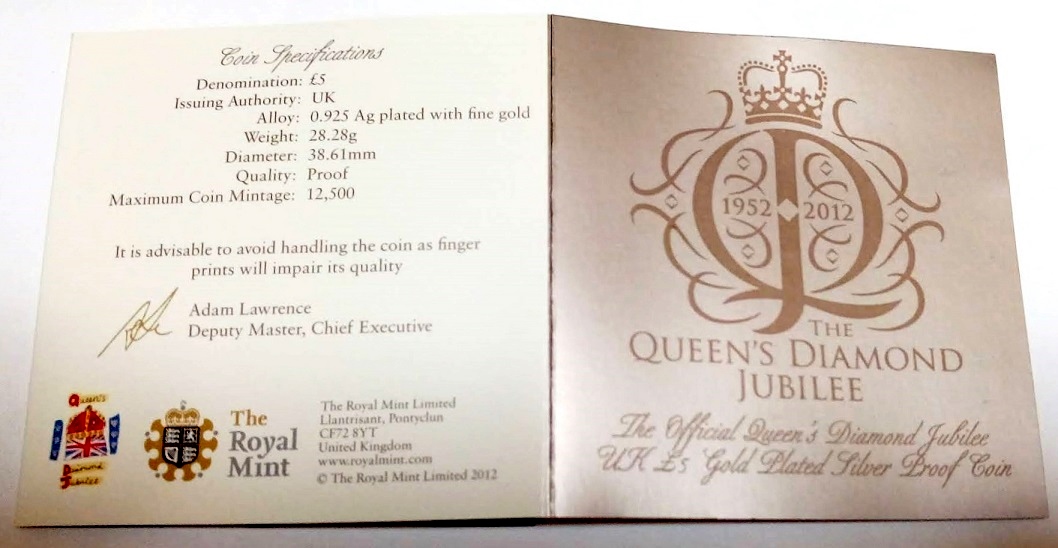 Coin Specifications
Denomination: £5
Issuing Authority: UK
Alloy: 0.925 Ag plated with fine gold
Weight: 28.28g
Diameter: 38.61mm
Quality: Proof
Maximum Coin Mintage: 12,500
It is advisable to avoid handling the coin as finger
prints will impair its quality
Adam Lawrence
Deputy Master, Chief Executive
Queen's
Diamond
Jubilee
The
Royal
Mint
The Royal Mint Limited
Llantrisant, Pontyclun
CF72 8YT
United Kingdom
www.royalmint.com
© The Royal Mint Limited 2012
1952 2012
THE
QUEEN'S DIAMOND
JUBILEE
The Official Queen's Diamond Jubilee
UK £5 Gold Plated Silver Proof Coin